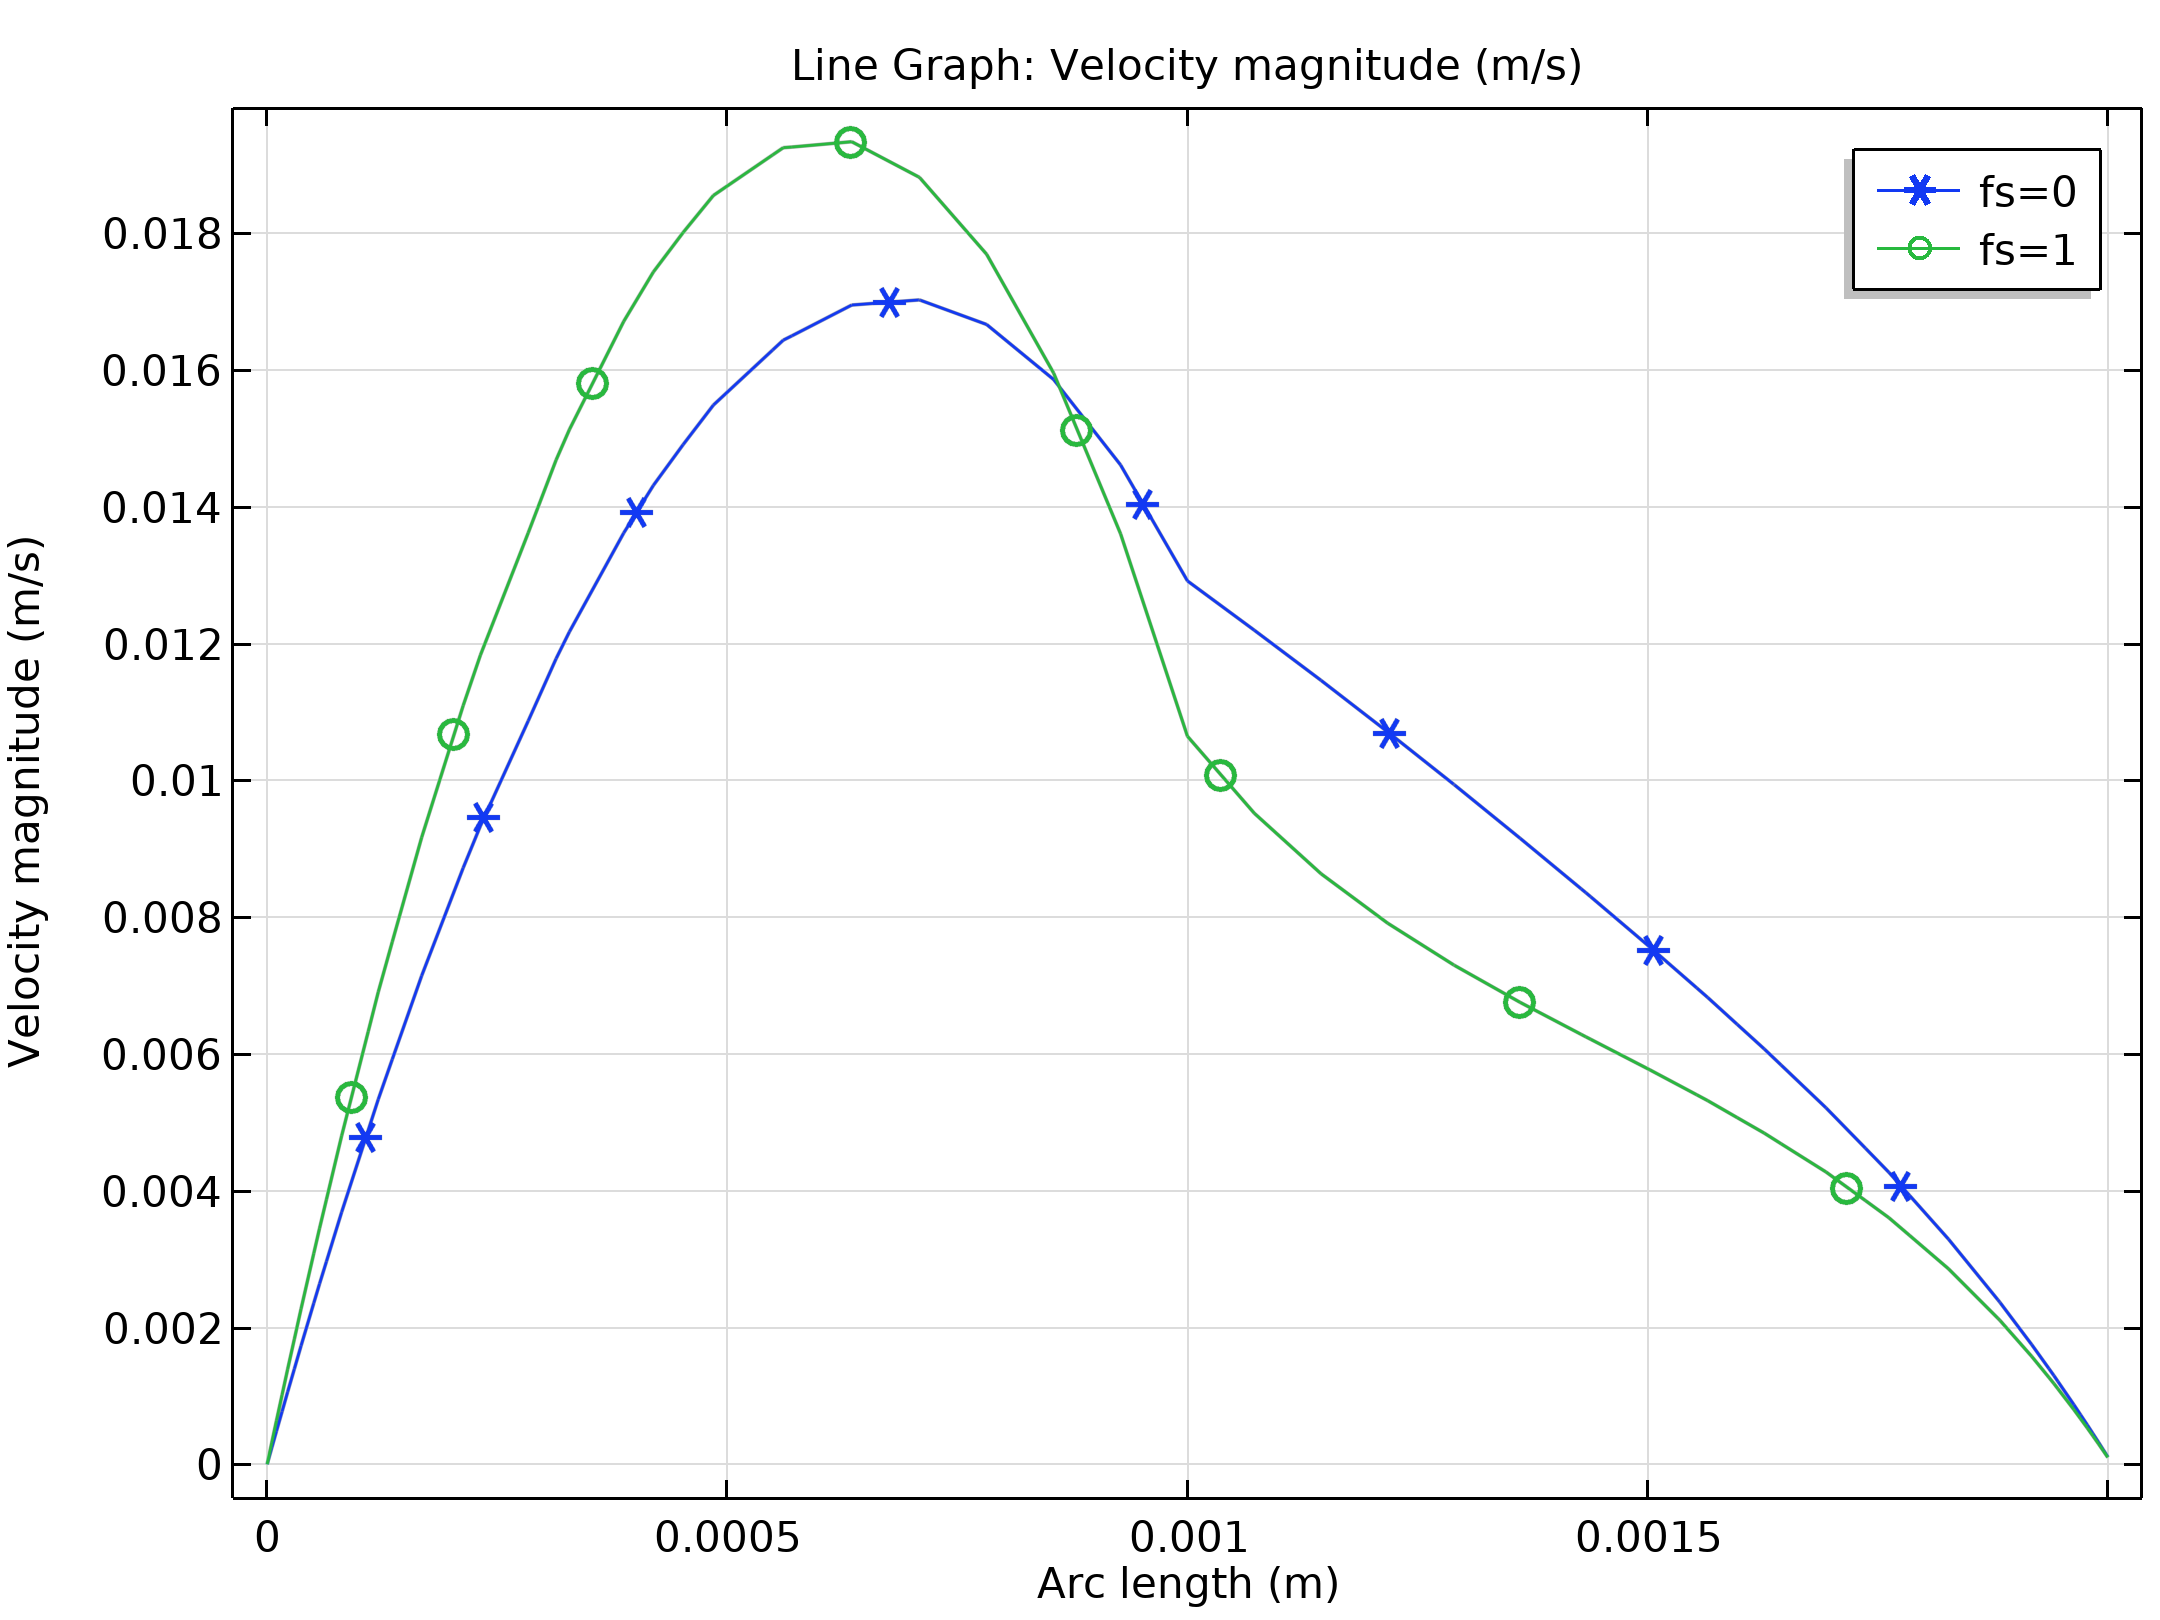 Line Graph: Velocity magnitude (m/s)
fs=0
fs=1
Velocity magnitude (m/s)
0.018
0.016
0.014
0.012
0.01
0.008
0.006
0.004
0.002
0
0 0.0005 0.001 0.0015
Arc length (m)